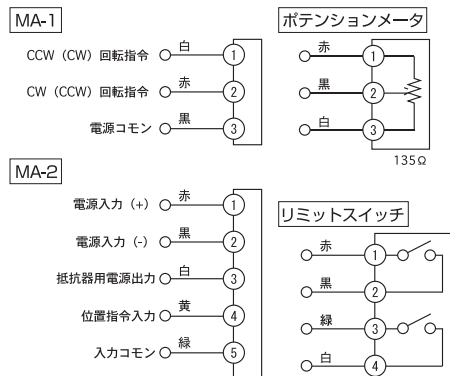 MA-1
CCW（CW）回転指令 白 1
CW（CCW）回転指令 赤 2
電源コモン 黒 3
ポテンションメータ
赤 1
黒 2
白 3
135Ω
MA-2
電源入力（+） 赤 1
電源入力（-） 黒 2
抵抗器用電源出力 白 3
位置指令入力 黄 4
入力コモン 緑 5
リミットスイッチ
赤 1
黒 2
緑 3
白 4